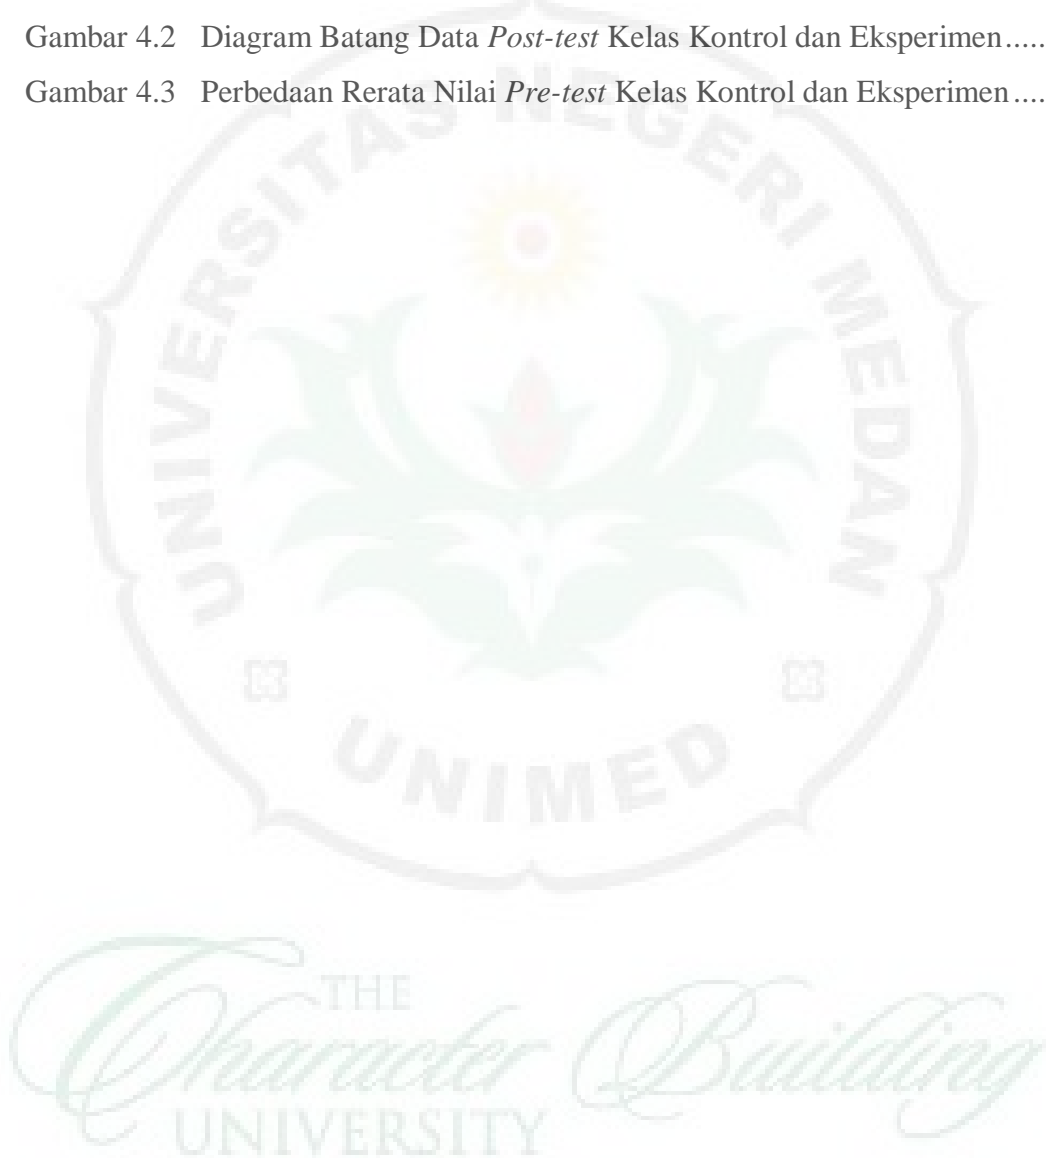 Gambar 4.2 Diagram Batang Data Post-test Kelas Kontrol dan Eksperimen.....
Gambar 4.3 Perbedaan Rerata Nilai Pre-test Kelas Kontrol dan Eksperimen....
UNIVERSITAS NEGERI MEDAN
UNIMED
THE
Character Building
UNIVERSITY